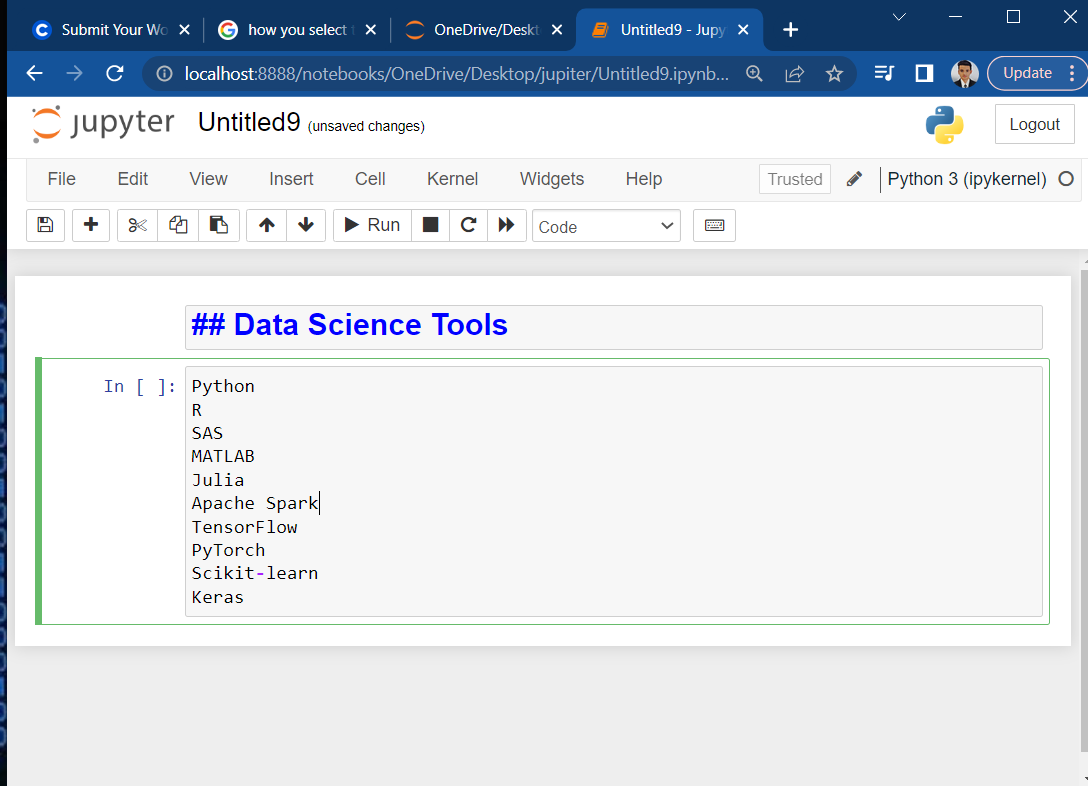 Submit Your Wo
how you select t
OneDrive/Deskt
Untitled9 - Jupy
localhost:8888/notebooks/OneDrive/Desktop/jupiter/Untitled9.ipynb...
Update
jupyter Untitled9 (unsaved changes)
Logout
File Edit View Insert Cell Kernel Widgets Help
Trusted
Python 3 (ipykernel)
Run
Code
## Data Science Tools
In [ ]:
Python
R
SAS
MATLAB
Julia
Apache Spark
TensorFlow
PyTorch
Scikit-learn
Keras